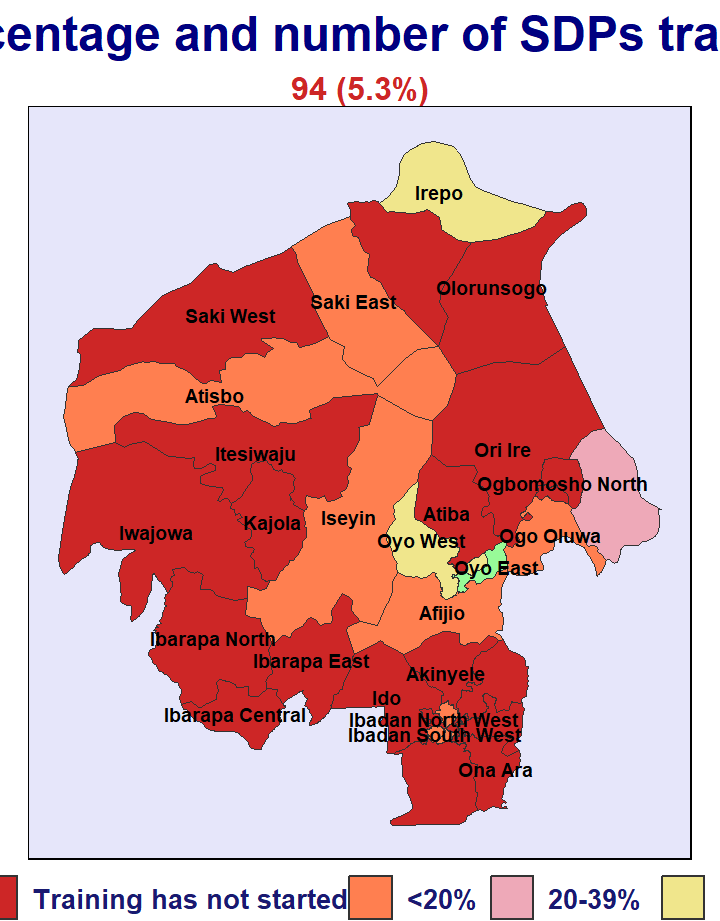 centage and number of SDPs tra
94 (5.3%)
Irepo
Olorunsogo
Saki East
Saki West
Atisbo
Ori Ire
Itesiwaju
Ogbomosho North
Atiba
Iseyin
Kajola
Iwajowa
Ogo Oluwa
Oyo West
Oyo East
Afijio
Ibarapa North
Ibarapa East
Akinyele
Ido
Ibarapa Central
Ibadan North West
Ibadan South West
Ona Ara
Training has not started <20% 20-39%